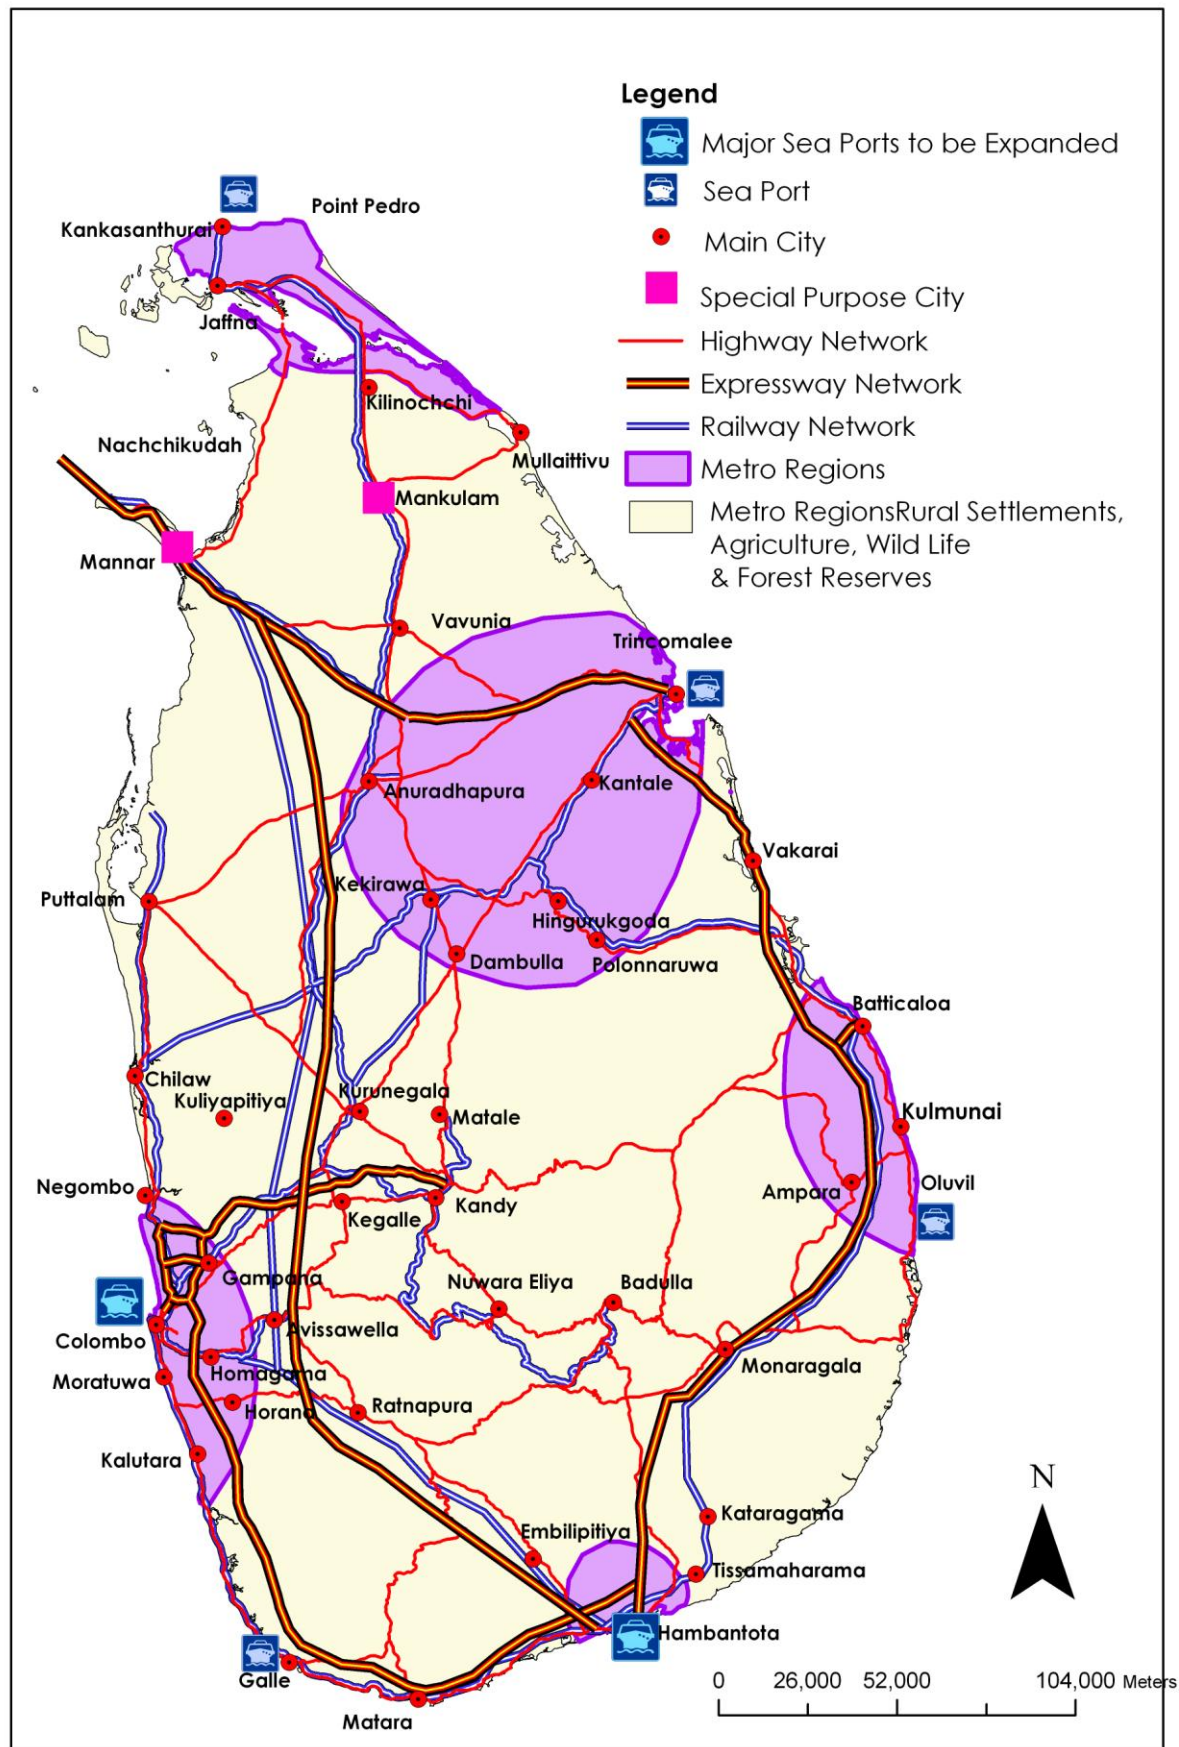 Legend
Major Sea Ports to be Expanded
Sea Port
Main City
Special Purpose City
Highway Network
Expressway Network
Railway Network
Metro Regions
Metro RegionsRural Settlements,
Agriculture, Wild Life
& Forest Reserves
Point Pedro
Kankasanthurai
Jaffna
Kilinochchi
Nachchikudah
Mullaittivu
Mankulam
Mannar
Vavunia
Trincomalee
Anuradhapura
Kantale
Vakarai
Kekirawa
Puttalam
Hingurukgoda
Dambulla
Polonnaruwa
Batticaloa
Chilaw
Kuliyapitiya
Kurunegala
Matale
Kulmunai
Negombo
Kegalle
Kandy
Ampara
Oluvil
Gampana
Nuwara Eliya
Badulla
Colombo
Avissawella
Homagama
Monaragala
Moratuwa
Horana
Ratnapura
Kalutara
N
Kataragama
Embilipitiya
Tissamaharama
Hambantota
Galle
Matara
0 26,000 52,000 104,000 Meters